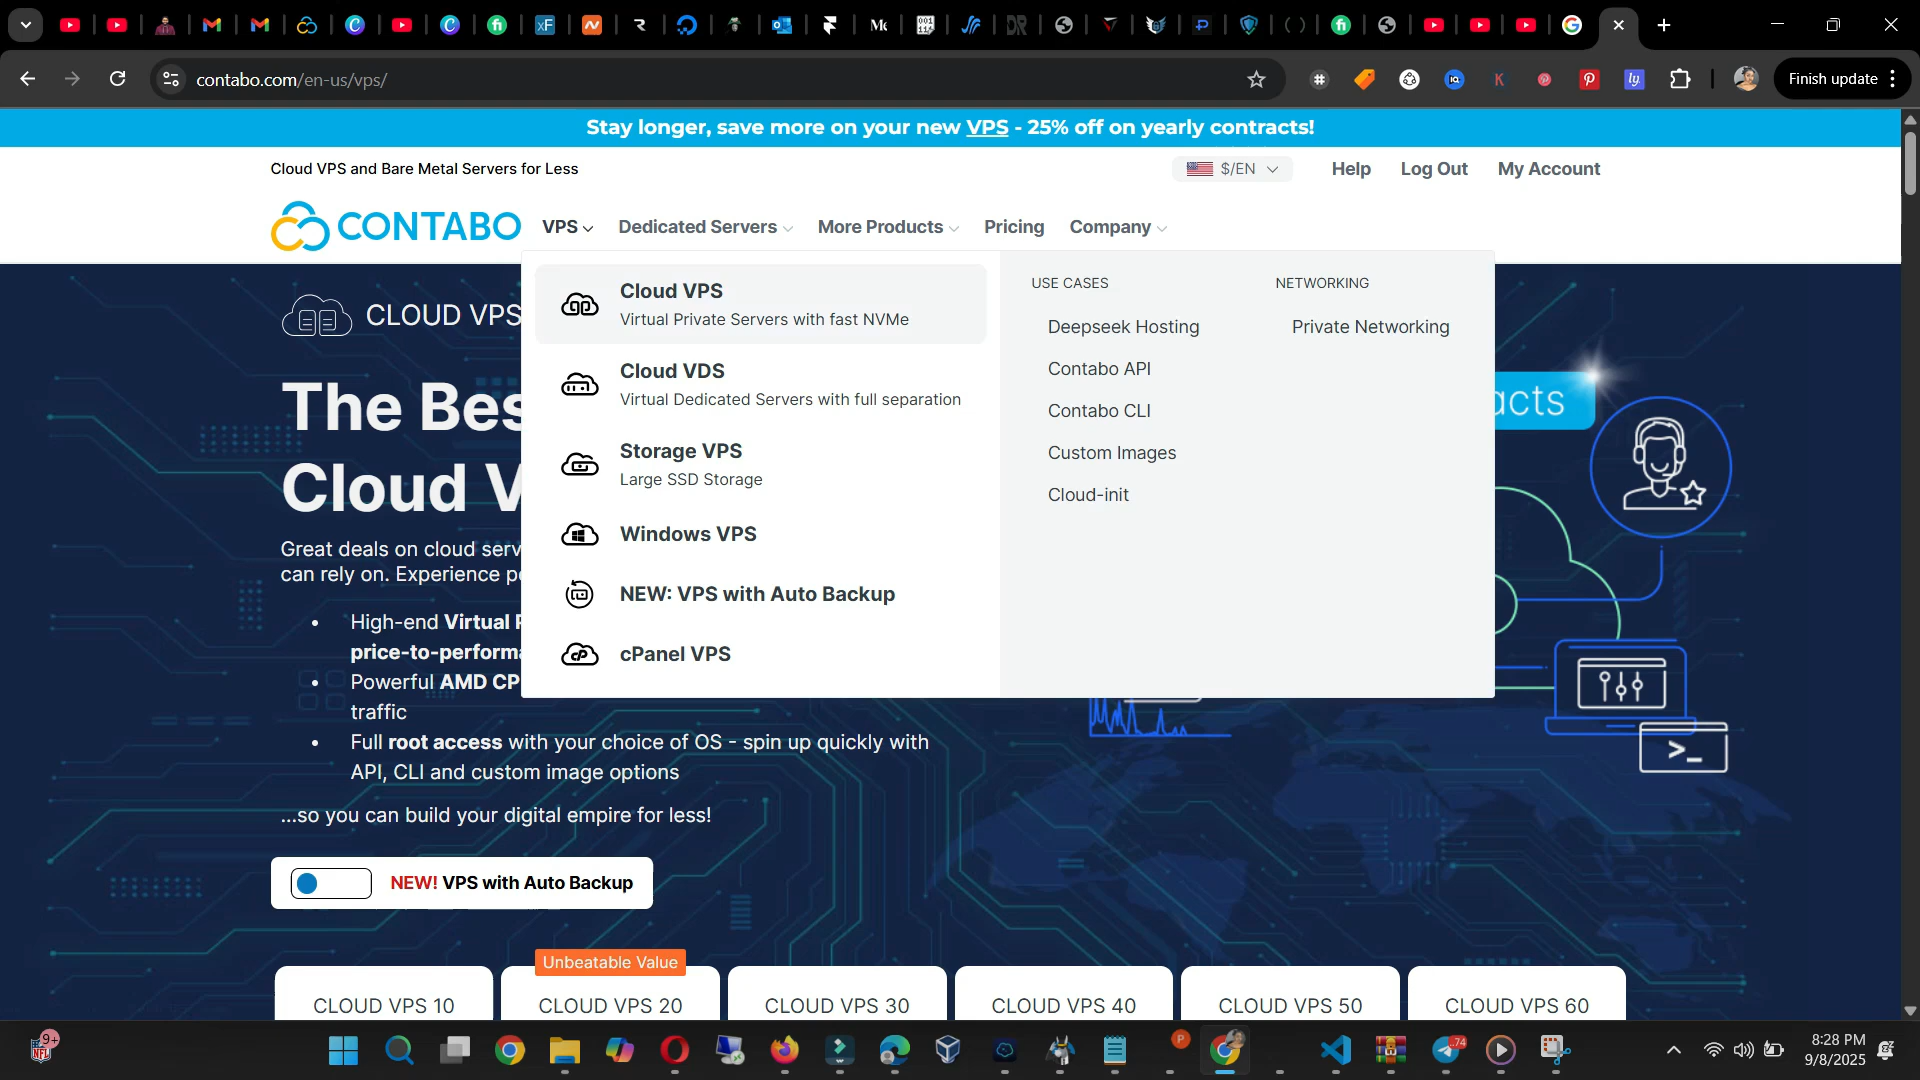 contabo.com/en-us/vps/
Finish update
Stay longer, save more on your new VPS - 25% off on yearly contracts!
Cloud VPS and Bare Metal Servers for Less
$/EN
Help
Log Out
My Account
CONTABO
VPS
Dedicated Servers
More Products
Pricing
Company
Cloud VPS
Virtual Private Servers with fast NVMe
Cloud VDS
Virtual Dedicated Servers with full separation
Storage VPS
Large SSD Storage
Windows VPS
NEW: VPS with Auto Backup
cPanel VPS
USE CASES
Deepseek Hosting
Contabo API
Contabo CLI
Custom Images
Cloud-init
NETWORKING
Private Networking
CLOUD VPS
The Bes
Cloud V
acts
Great deals on cloud serv
can rely on. Experience p
High-end Virtual P
price-to-performa
Powerful AMD CP
traffic
Full root access with your choice of OS - spin up quickly with
API, CLI and custom image options
...so you can build your digital empire for less!
NEW! VPS with Auto Backup
Unbeatable Value
CLOUD VPS 10
CLOUD VPS 20
CLOUD VPS 30
CLOUD VPS 40
CLOUD VPS 50
CLOUD VPS 60
9+
74
8:28 PM
9/8/2025